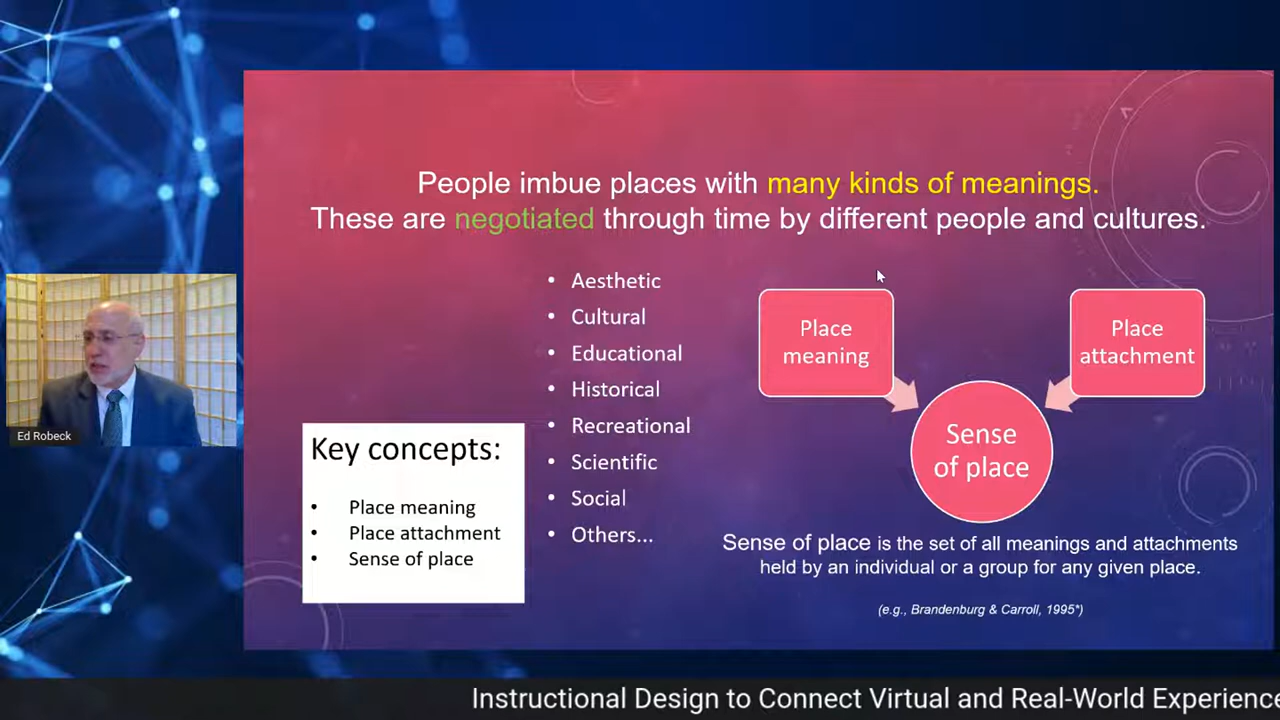 People imbue places with many kinds of meanings.
These are negotiated through time by different people and cultures.
• Aesthetic
• Cultural
• Educational
• Historical
• Recreational
• Scientific
• Social
• Others...
Place
meaning
Place
attachment
Sense
of place
Sense of place is the set of all meanings and attachments
held by an individual or a group for any given place.
(e.g., Brandenburg & Carroll, 1995*)
Key concepts:
• Place meaning
• Place attachment
• Sense of place
Ed Robeck
Instructional Design to Connect Virtual and Real-World Experience